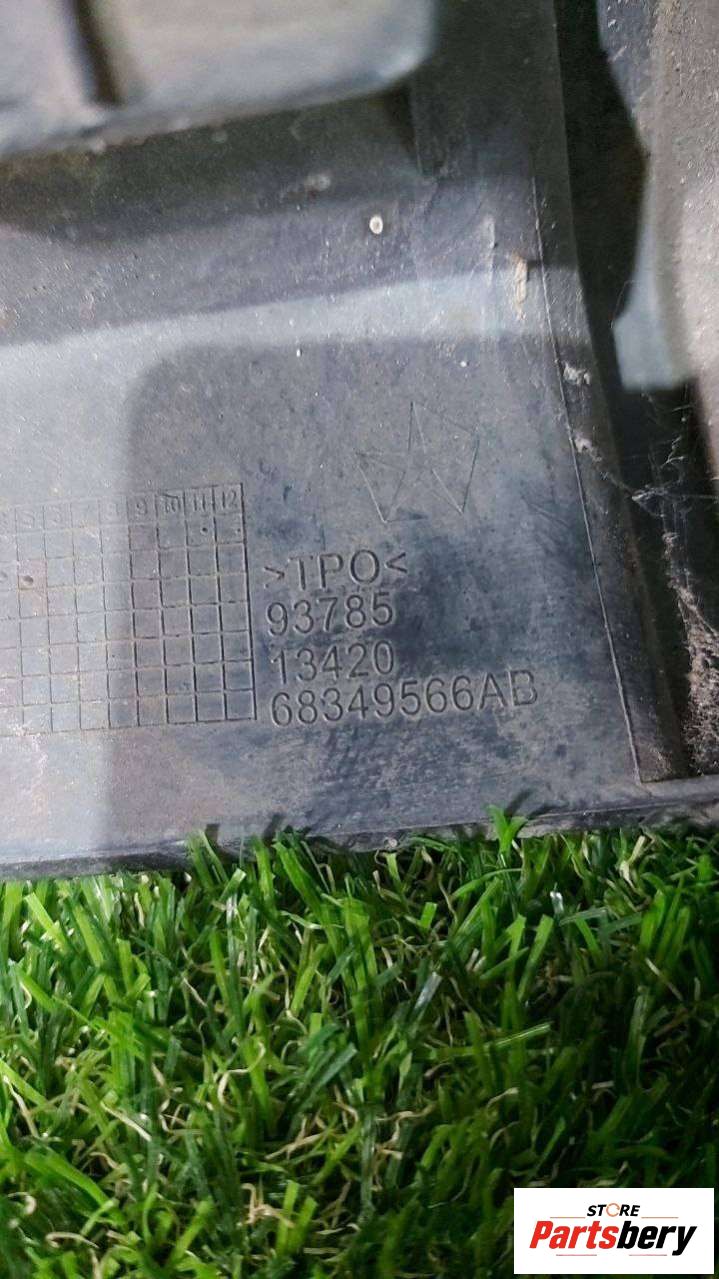 9 10 11 12
>TPO<
93785
13420
68349566AB
STORE
Partsbery